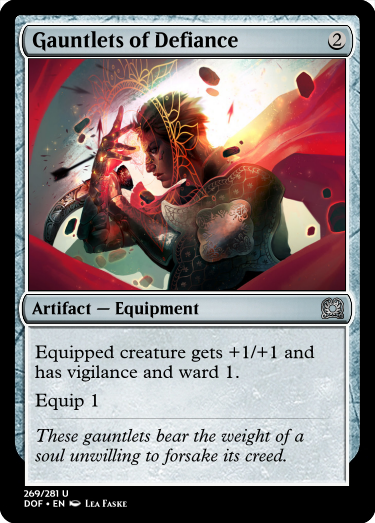 Gauntlets of Defiance 2
Artifact — Equipment
Equipped creature gets +1/+1 and
has vigilance and ward 1.
Equip 1
These gauntlets bear the weight of a
soul unwilling to forsake its creed.
269/281 U
DOF • EN Lea Faske